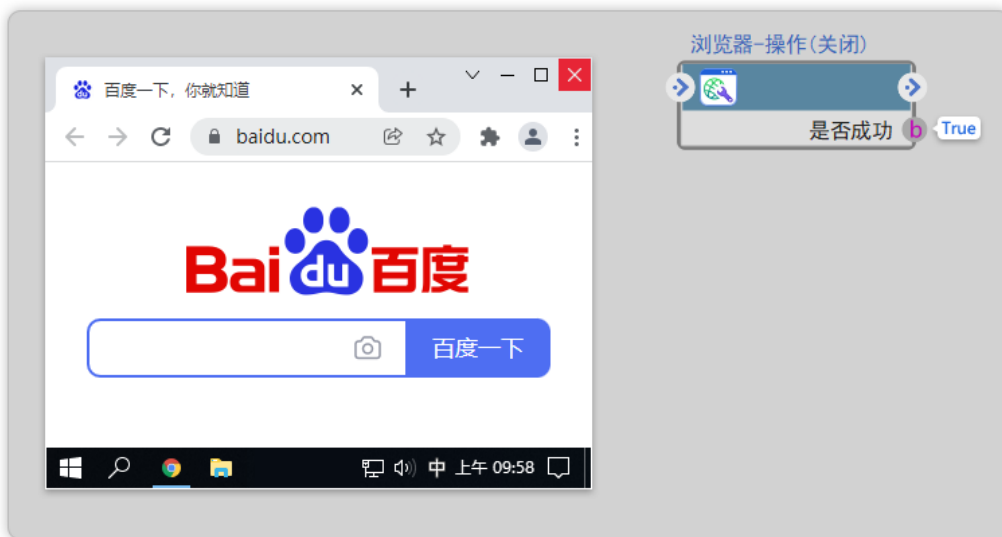 浏览器-操作(关闭)
百度一下，你就知道
baidu.com
是否成功
b
True
Bai du 百度
百度一下
中 上午 09:58